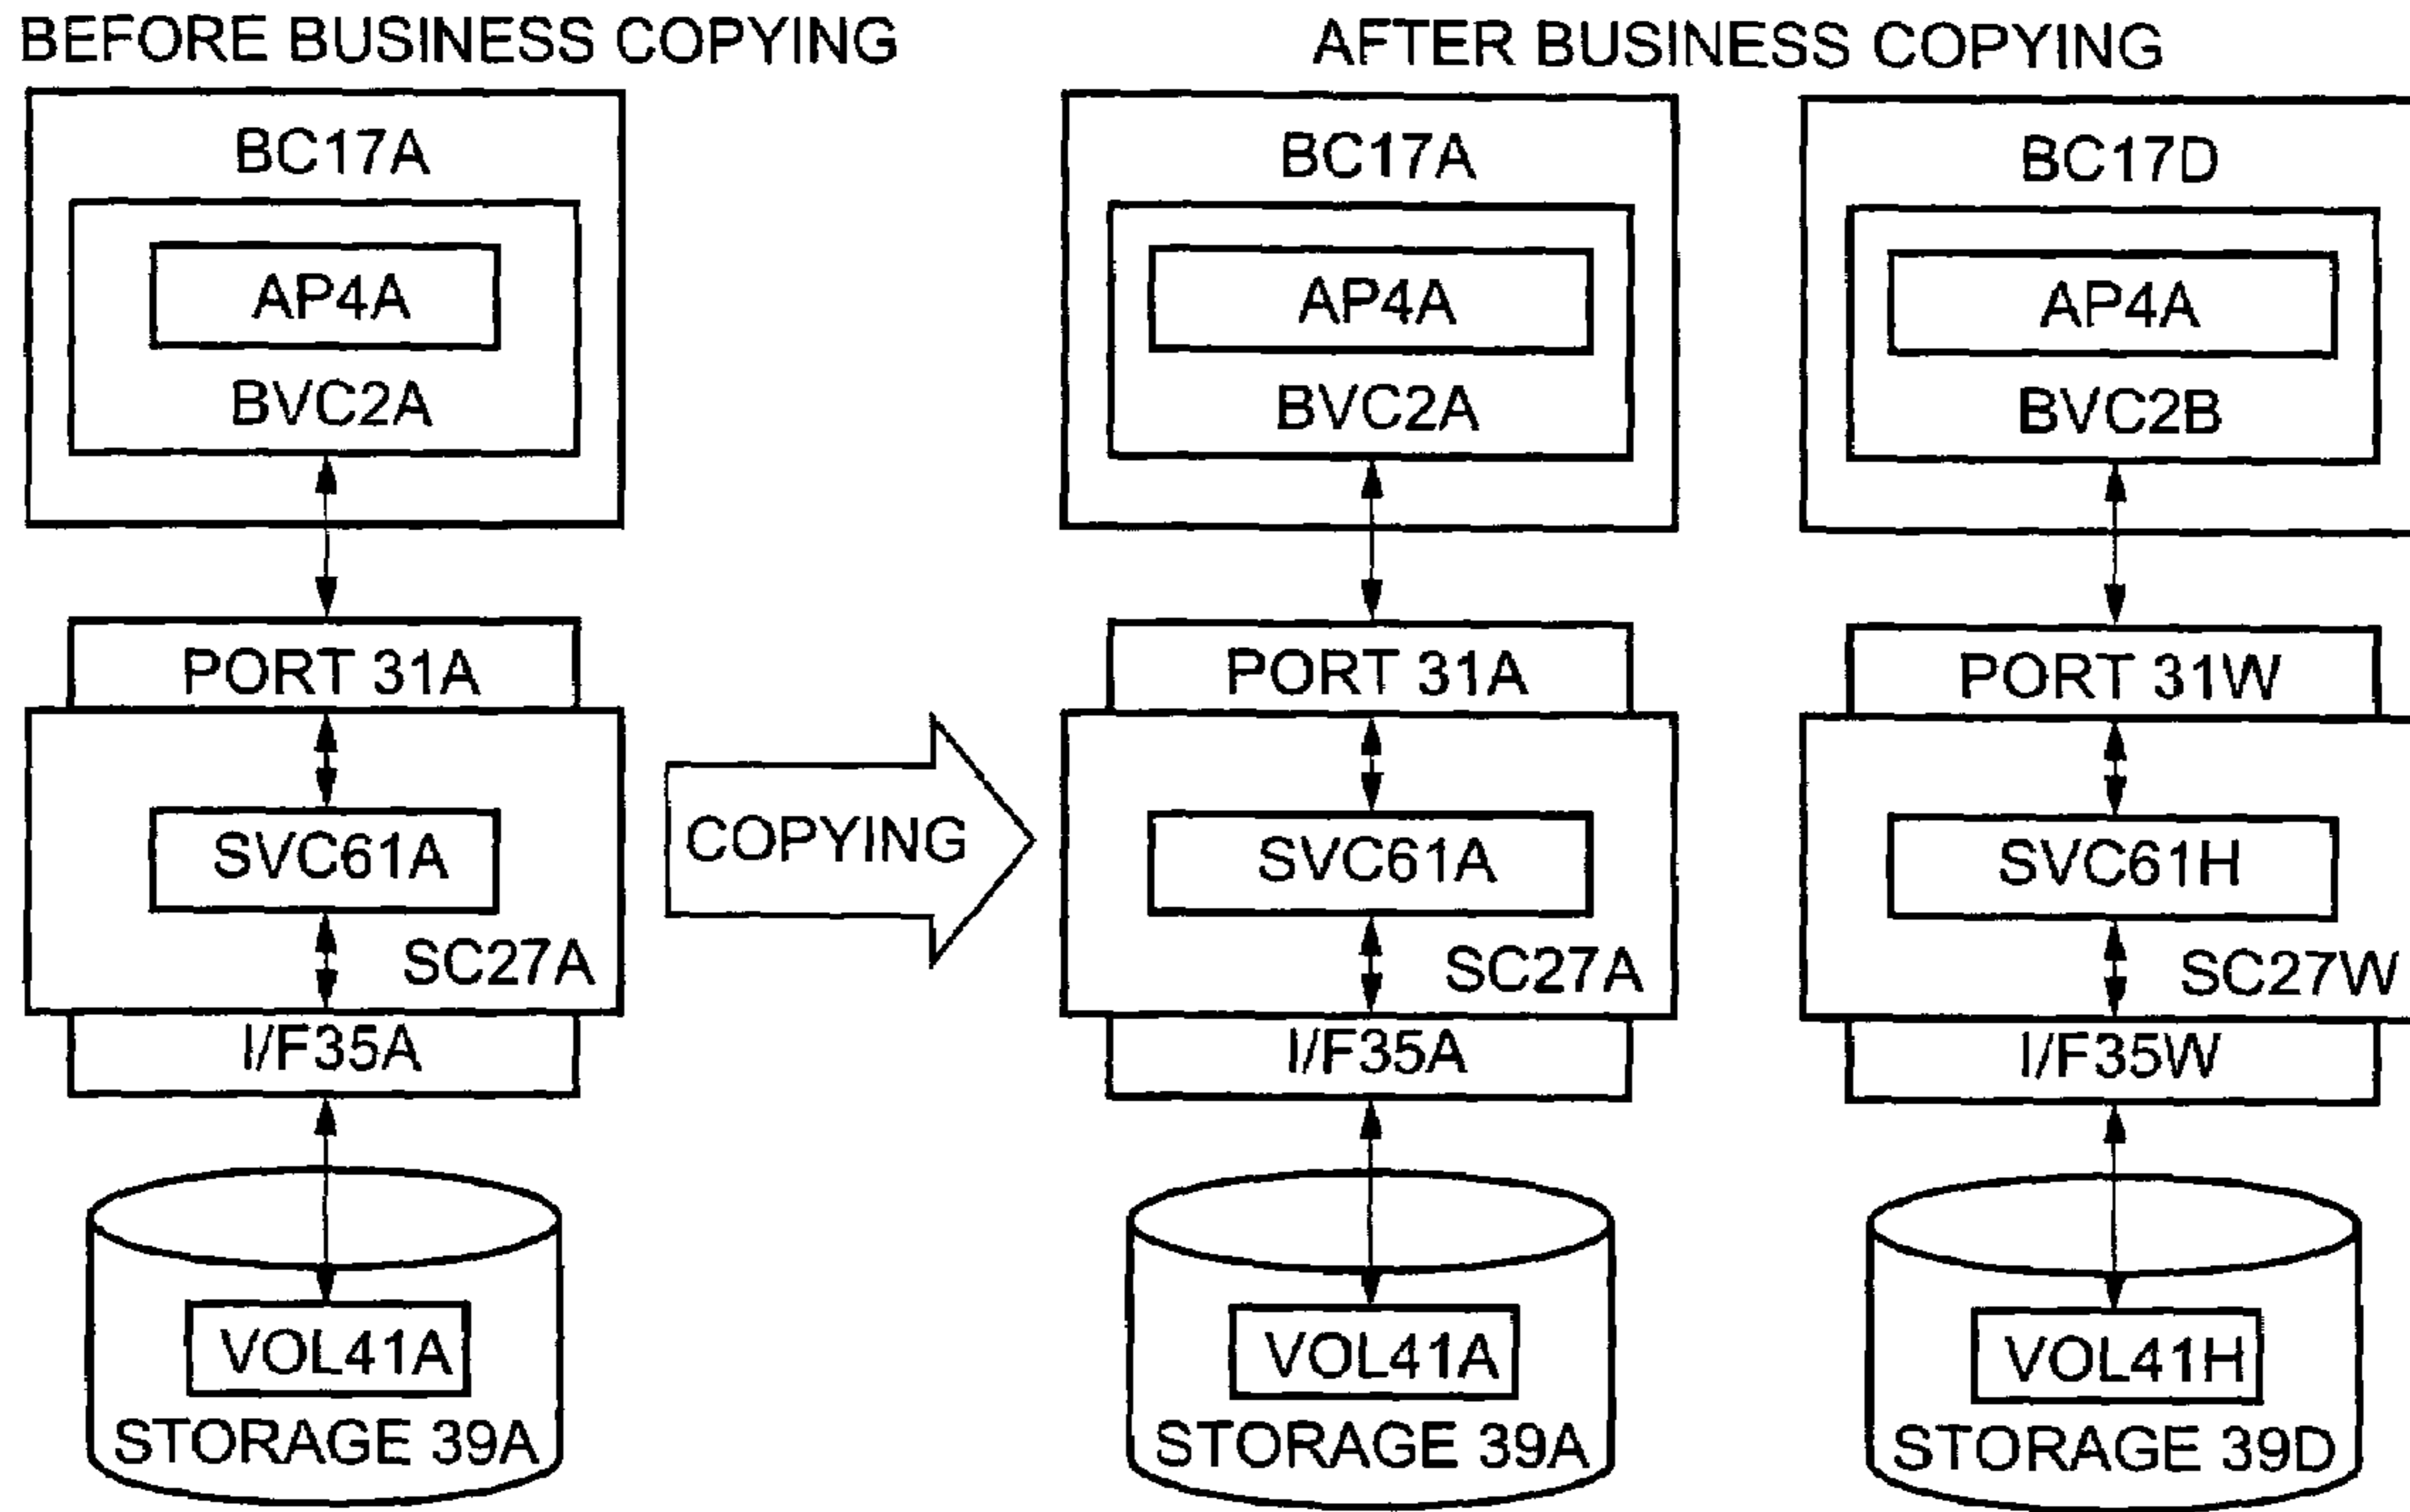 BEFORE BUSINESS COPYING
BC17A
AP4A
BVC2A
PORT 31A
SVC61A
SC27A
I/F35A
VOL41A
STORAGE 39A
COPYING
AFTER BUSINESS COPYING
BC17A
AP4A
BVC2A
PORT 31A
SVC61A
SC27A
I/F35A
VOL41A
STORAGE 39A
BC17D
AP4A
BVC2B
PORT 31W
SVC61H
SC27W
I/F35W
VOL41H
STORAGE 39D